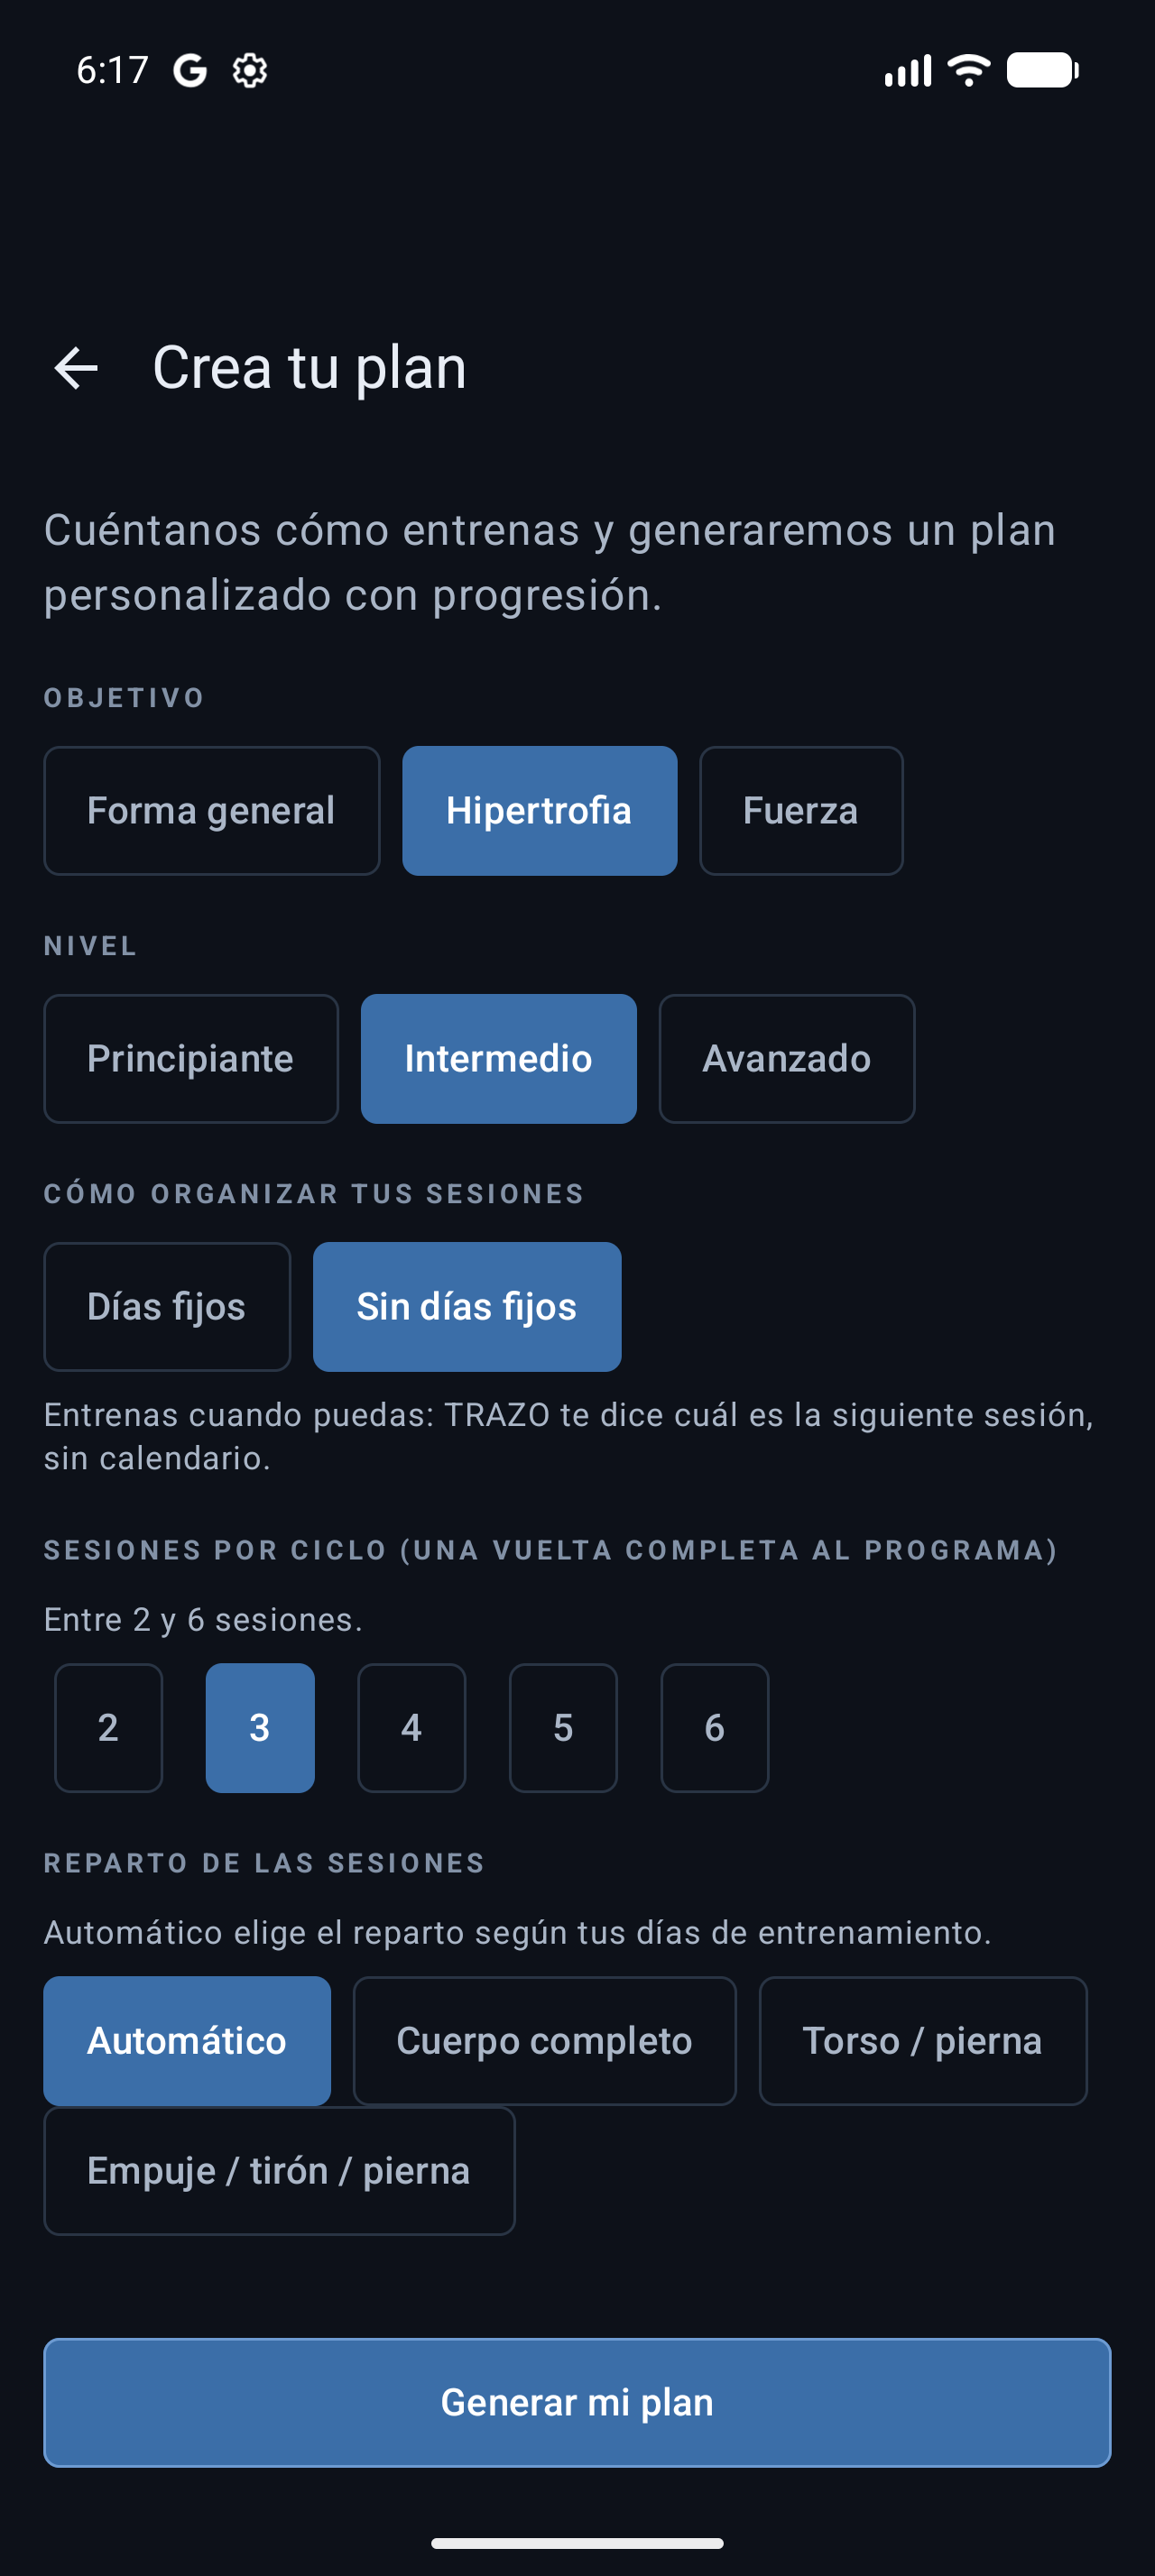 6:17
Crea tu plan
Cuéntanos cómo entrenas y generaremos un plan
personalizado con progresión.
OBJETIVO
Forma general
Hipertrofia
Fuerza
NIVEL
Principiante
Intermedio
Avanzado
CÓMO ORGANIZAR TUS SESIONES
Días fijos
Sin días fijos
Entrenas cuando puedas: TRAZO te dice cuál es la siguiente sesión,
sin calendario.
SESIONES POR CICLO (UNA VUELTA COMPLETA AL PROGRAMA)
Entre 2 y 6 sesiones.
2
3
4
5
6
REPARTO DE LAS SESIONES
Automático elige el reparto según tus días de entrenamiento.
Automático
Cuerpo completo
Torso / pierna
Empuje / tirón / pierna
Generar mi plan